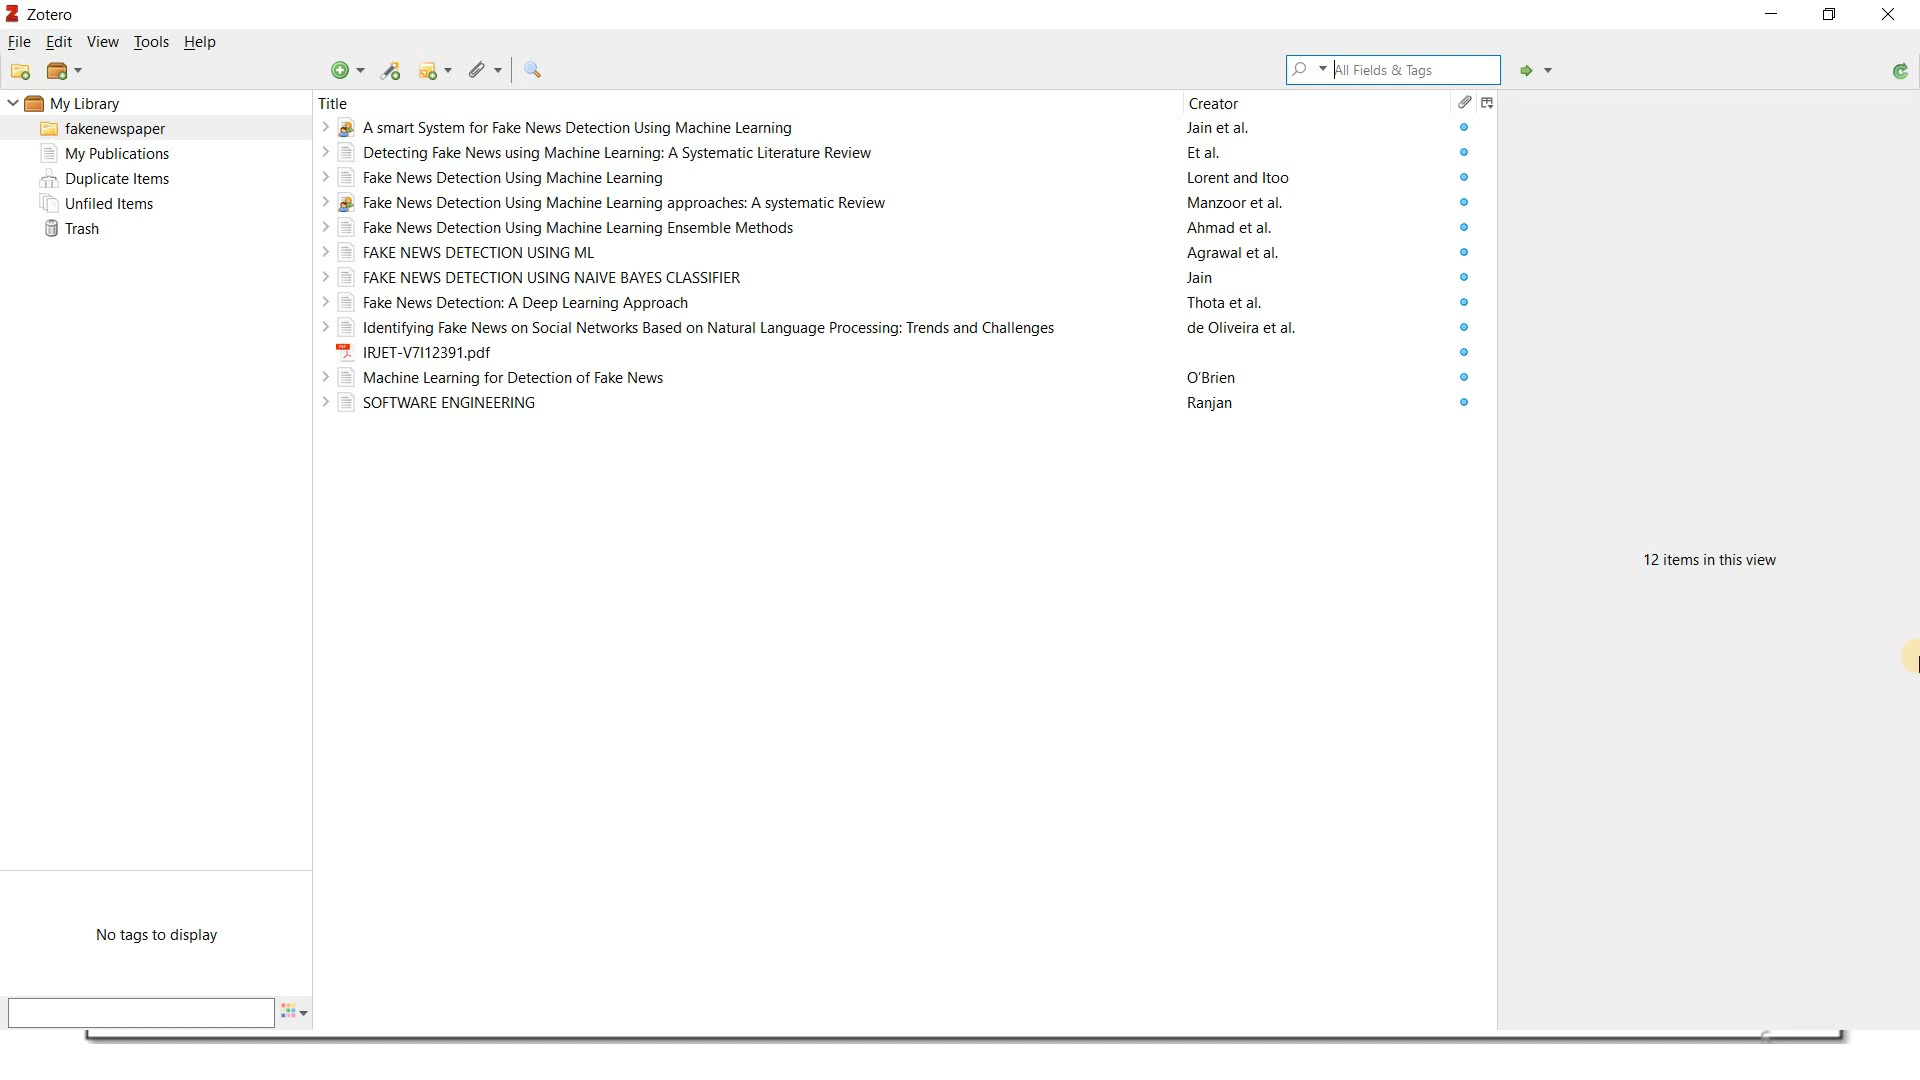 Zotero
File Edit View Tools Help
All Fields & Tags
My Library
fakenewspaper
My Publications
Duplicate Items
Unfiled Items
Trash
Title Creator
A smart System for Fake News Detection Using Machine Learning Jain et al.
Detecting Fake News using Machine Learning: A Systematic Literature Review Et al.
Fake News Detection Using Machine Learning Lorent and Itoo
Fake News Detection Using Machine Learning approaches: A systematic Review Manzoor et al.
Fake News Detection Using Machine Learning Ensemble Methods Ahmad et al.
FAKE NEWS DETECTION USING ML Agrawal et al.
FAKE NEWS DETECTION USING NAIVE BAYES CLASSIFIER Jain
Fake News Detection: A Deep Learning Approach Thota et al.
Identifying Fake News on Social Networks Based on Natural Language Processing: Trends and Challenges de Oliveira et al.
IRJET-V7I12391.pdf
Machine Learning for Detection of Fake News O'Brien
SOFTWARE ENGINEERING Ranjan
12 items in this view
No tags to display